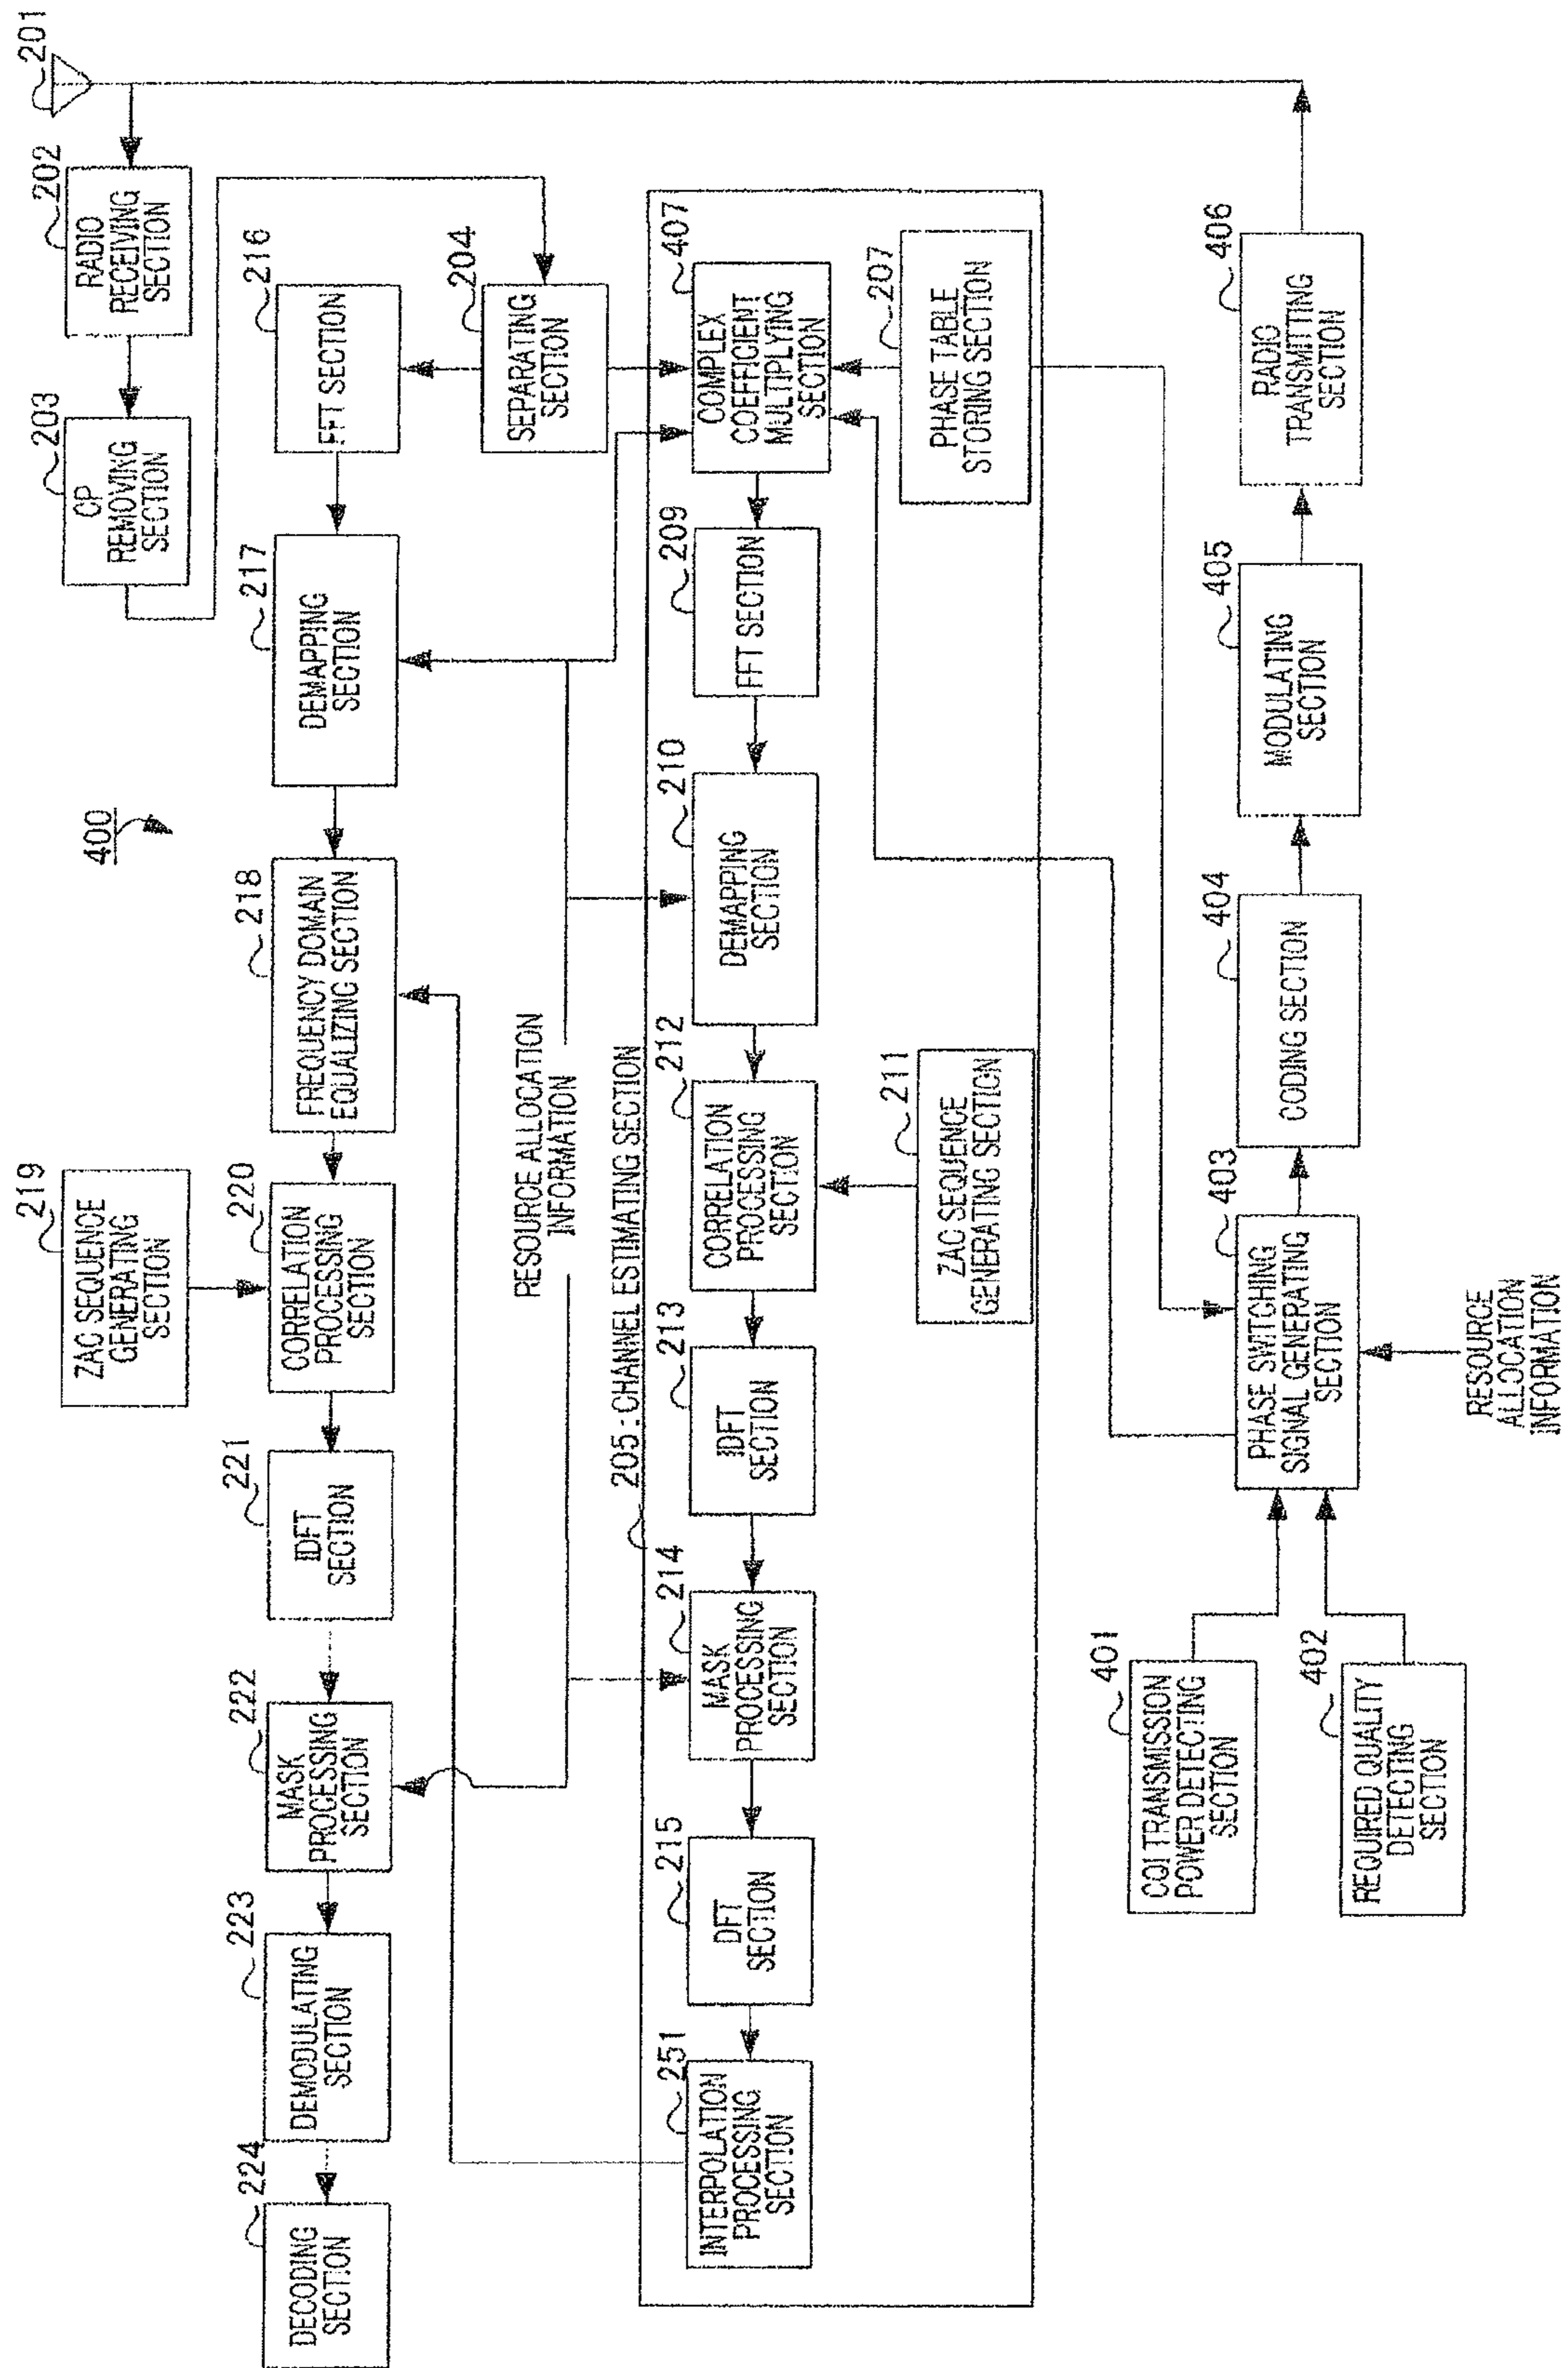 400
201
202
RADIO
RECEIVING
SECTION
203
CP
REMOVING
SECTION
204
SEPARATING
SECTION
216
FFT SECTION
217
DEMAPPING
SECTION
218
FREQUENCY DOMAIN
EQUALIZING SECTION
219
ZAC SEQUENCE
GENERATING
SECTION
220
CORRELATION
PROCESSING
SECTION
221
IDFT
SECTION
222
MASK
PROCESSING
SECTION
223
DEMODULATING
SECTION
224
DECODING
SECTION
RESOURCE ALLOCATION
INFORMATION
205 : CHANNEL ESTIMATING SECTION
407
COMPLEX
COEFFICIENT
MULTIPLYING
SECTION
207
PHASE TABLE
STORING SECTION
209
FFT SECTION
210
DEMAPPING
SECTION
212
CORRELATION
PROCESSING
SECTION
211
ZAC SEQUENCE
GENERATING SECTION
213
IDFT
SECTION
214
MASK
PROCESSING
SECTION
215
DFT
SECTION
251
INTERPOLATION
PROCESSING
SECTION
401
CQI TRANSMISSION
POWER DETECTING
SECTION
402
REQUIRED QUALITY
DETECTING
SECTION
403
PHASE SWITCHING
SIGNAL GENERATING
SECTION
RESOURCE
ALLOCATION
INFORMATION
404
CODING SECTION
405
MODULATING
SECTION
406
RADIO
TRANSMITTING
SECTION